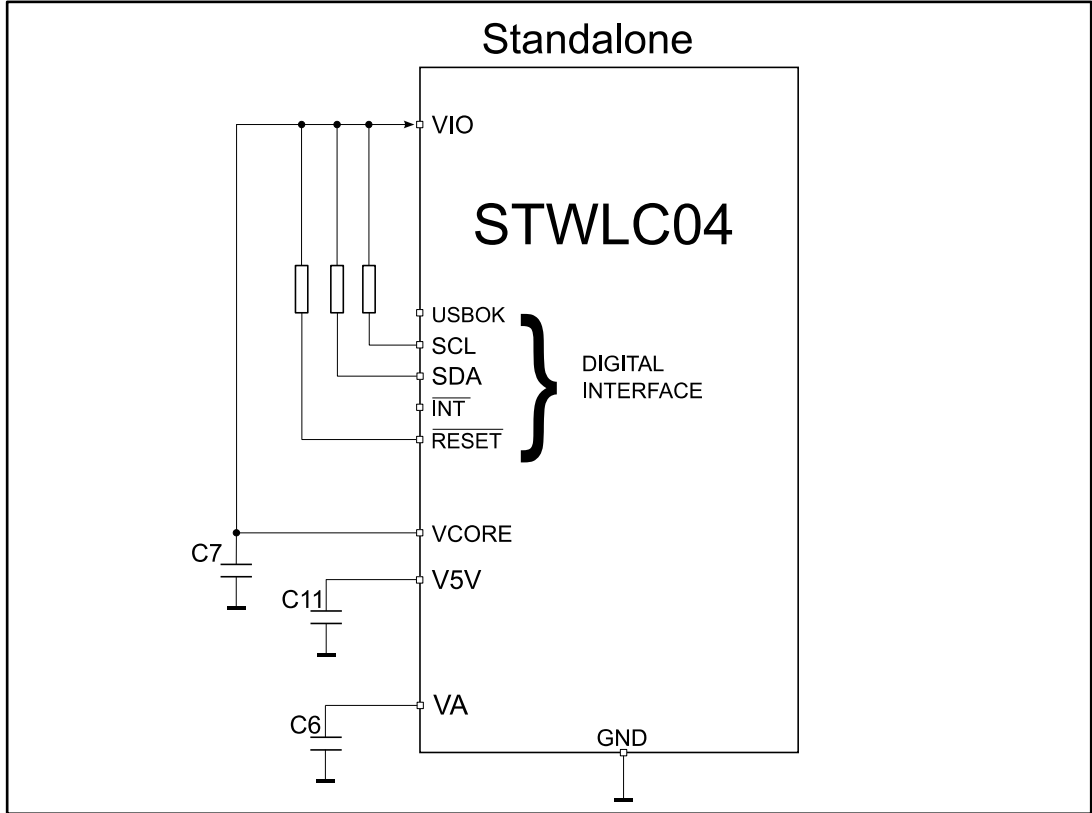 Standalone
VIO
STWLC04
USBOK
SCL
SDA
INT
RESET
DIGITAL
INTERFACE
VCORE
C7
V5V
C11
VA
C6
GND